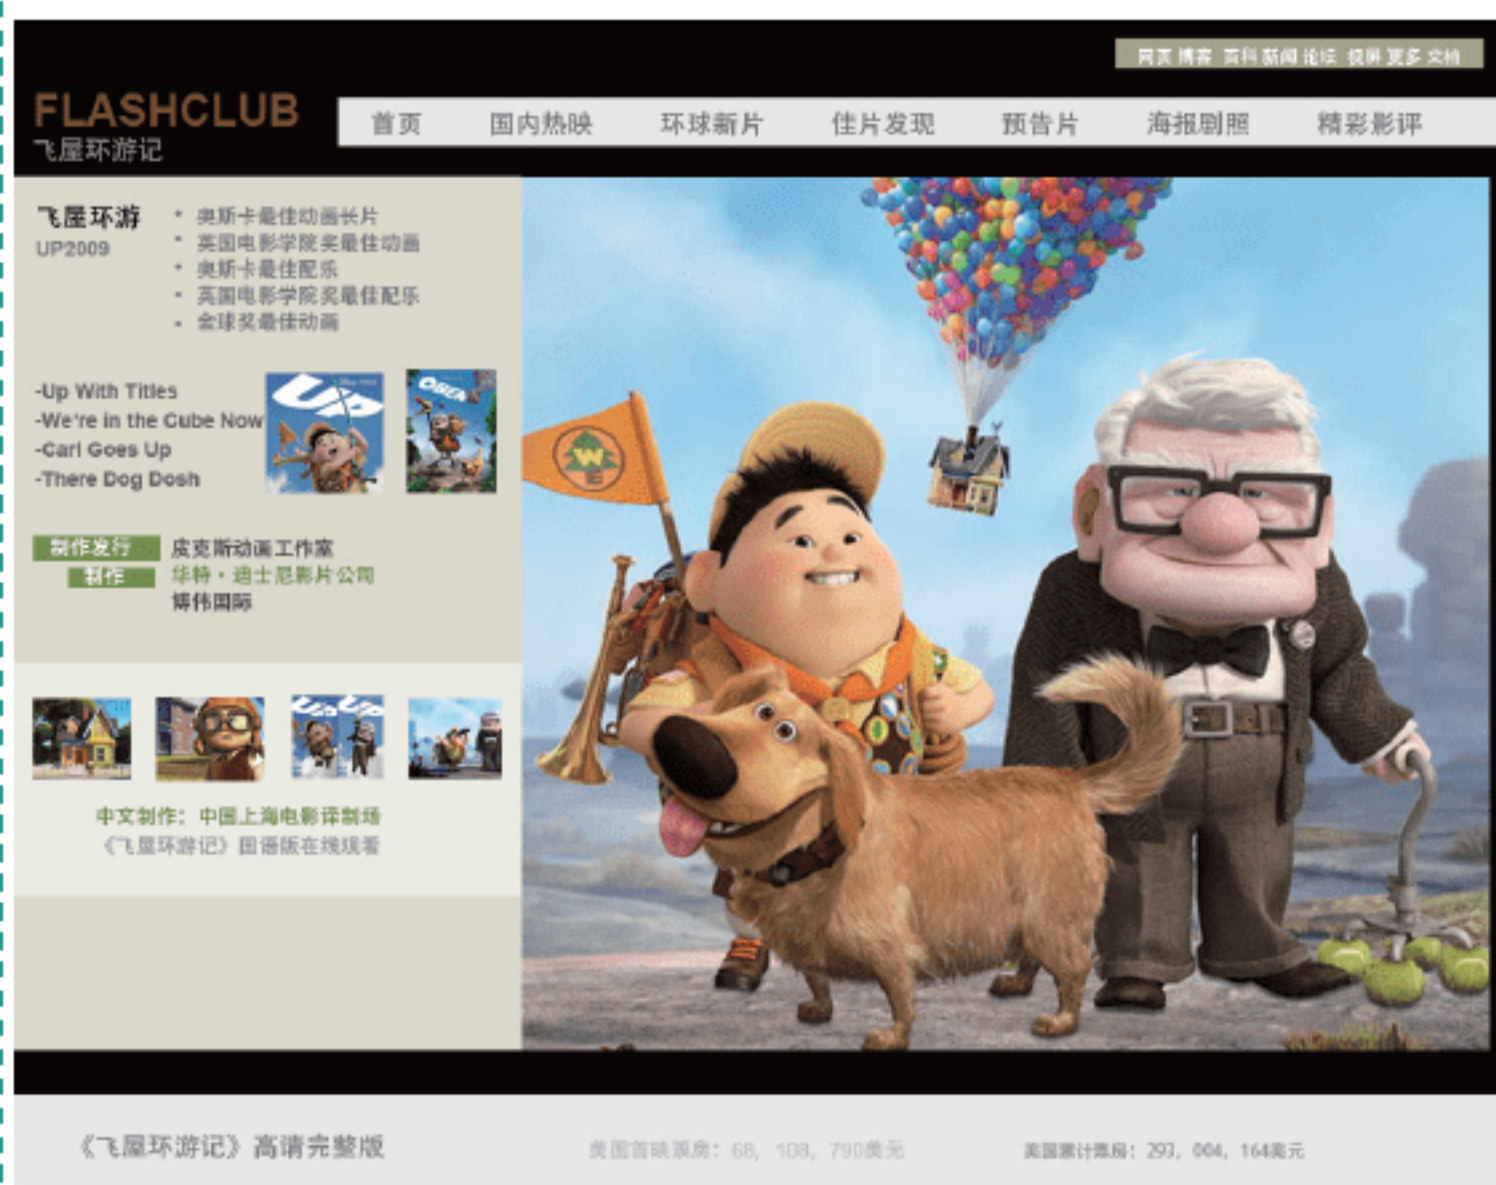 网页 博客 百科 新闻 论坛 视屏 更多 文档
FLASHCLUB
飞屋环游记
首页 国内热映 环球新片 佳片发现 预告片 海报剧照 精彩影评
飞屋环游
UP2009
* 奥斯卡最佳动画长片
* 英国电影学院奖最佳动画
* 奥斯卡最佳配乐
* 英国电影学院奖最佳配乐
* 金球奖最佳动画
-Up With Titles
-We're in the Cube Now
-Carl Goes Up
-There Dog Dosh
UP
OBEN
制作发行 皮克斯动画工作室
制作 华特·迪士尼影片公司
博伟国际
W
E
UP UP
中文制作：中国上海电影译制场
《飞屋环游记》国语版在线观看
《飞屋环游记》高清完整版
美国首映票房：68，108，790美元
美国累计票房：293，004，164美元